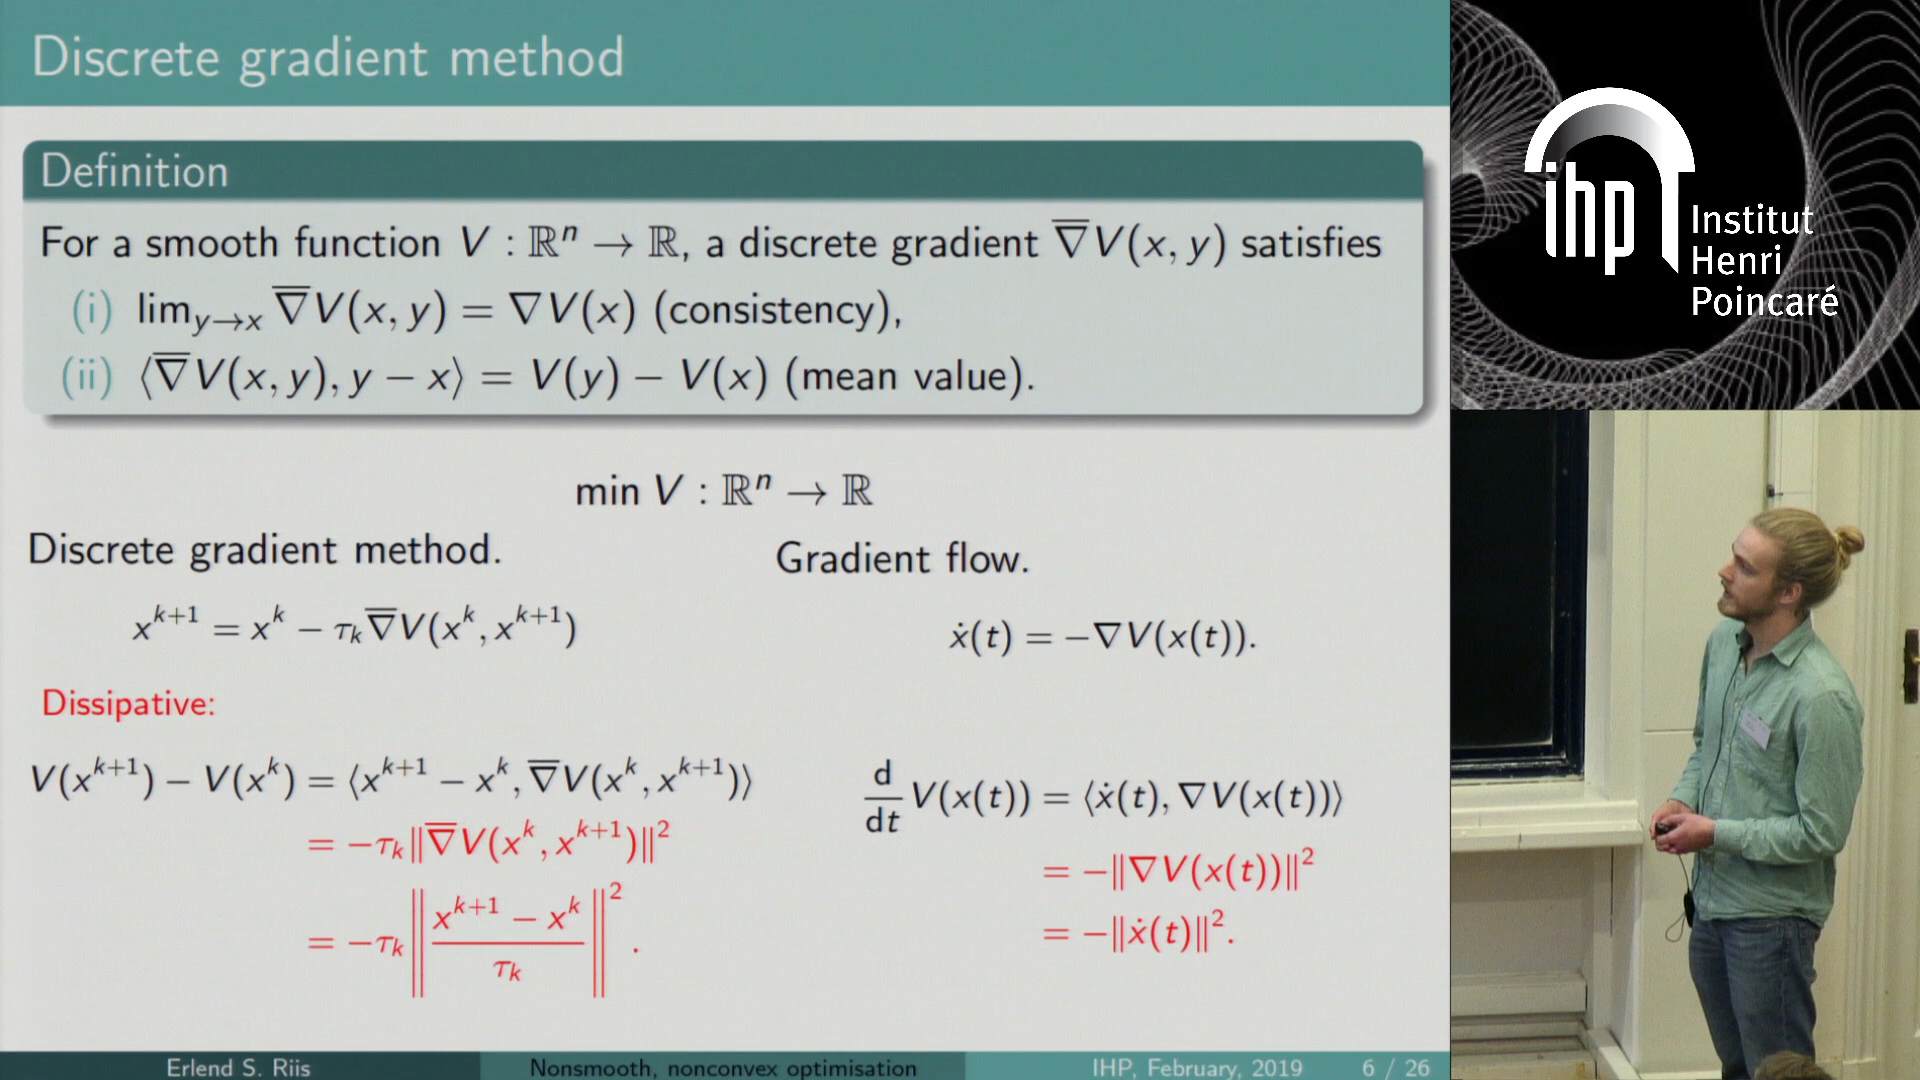 Discrete gradient method
Definition
For a smooth function V : ℝⁿ → ℝ, a discrete gradient ∇̅V(x, y) satisfies
(i) lim_{y→x} ∇̅V(x, y) = ∇V(x) (consistency),
(ii) ⟨∇̅V(x, y), y − x⟩ = V(y) − V(x) (mean value).
min V : ℝⁿ → ℝ
Discrete gradient method.
x^{k+1} = x^k − τ_k ∇̅V(x^k, x^{k+1})
Dissipative:
V(x^{k+1}) − V(x^k) = ⟨x^{k+1} − x^k, ∇̅V(x^k, x^{k+1})⟩
= −τ_k ‖∇̅V(x^k, x^{k+1})‖²
= −τ_k ‖(x^{k+1} − x^k)/τ_k‖².
Gradient flow.
ẋ(t) = −∇V(x(t)).
d/dt V(x(t)) = ⟨ẋ(t), ∇V(x(t))⟩
= −‖∇V(x(t))‖²
= −‖ẋ(t)‖².
Erlend S. Riis
Nonsmooth, nonconvex optimisation
IHP, February, 2019
6 / 26
ihp
Institut
Henri
Poincaré